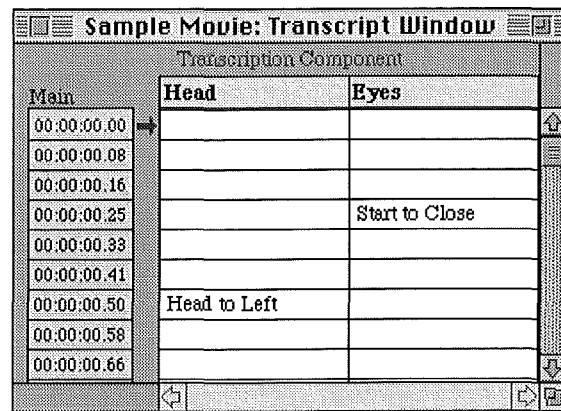 Sample Movie: Transcript Window
Transcription Component
Main Head Eyes
00:00:00.00
00:00:00.08
00:00:00.16
00:00:00.25 Start to Close
00:00:00.33
00:00:00.41
00:00:00.50 Head to Left
00:00:00.58
00:00:00.66